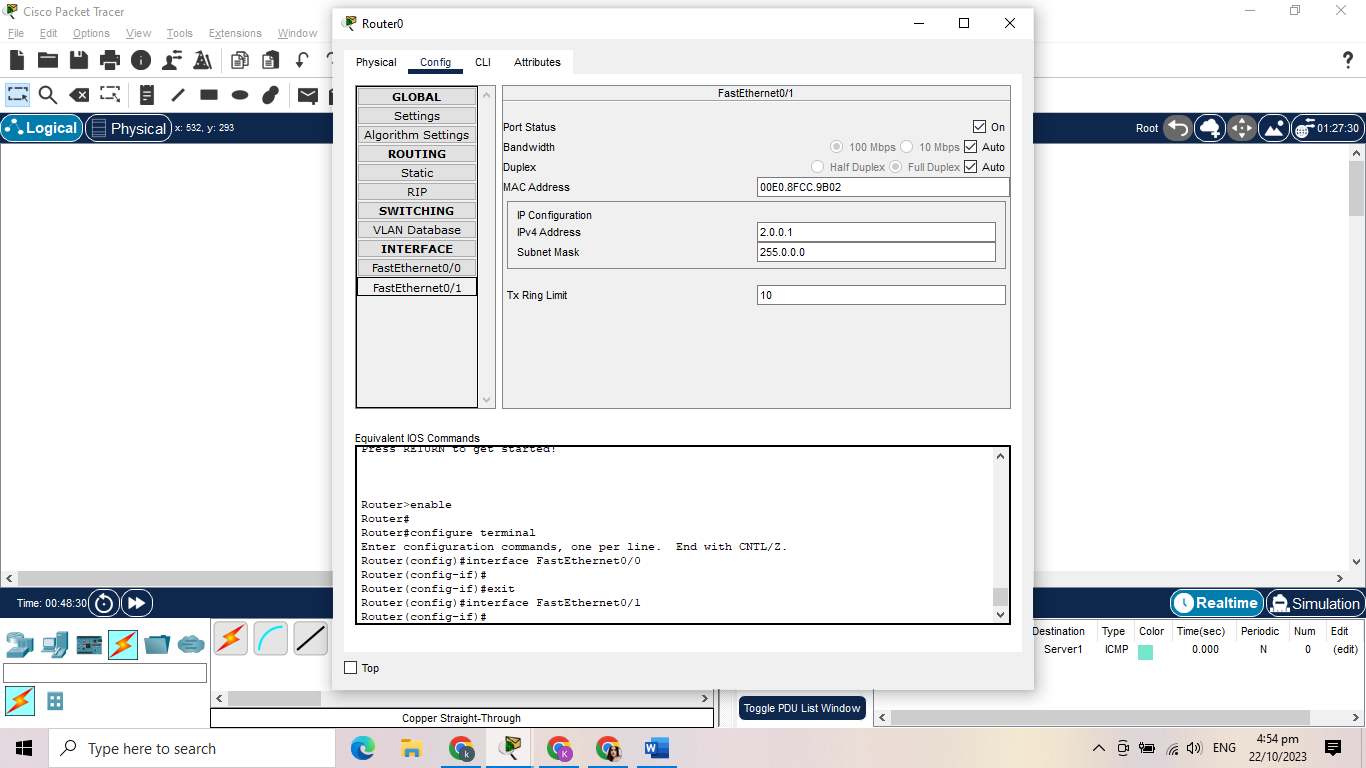 Cisco Packet Tracer
File Edit Options View Tools Extensions Window
Logical Physical x: 532, y: 293
Root 01:27:30
Router0
Physical Config CLI Attributes
GLOBAL
Settings
Algorithm Settings
ROUTING
Static
RIP
SWITCHING
VLAN Database
INTERFACE
FastEthernet0/0
FastEthernet0/1
FastEthernet0/1
Port Status On
Bandwidth 100 Mbps 10 Mbps Auto
Duplex Half Duplex Full Duplex Auto
MAC Address 00E0.8FCC.9B02
IP Configuration
IPv4 Address 2.0.0.1
Subnet Mask 255.0.0.0
Tx Ring Limit 10
Equivalent IOS Commands
Press RETURN to get started!
Router>enable
Router#
Router#configure terminal
Enter configuration commands, one per line.  End with CNTL/Z.
Router(config)#interface FastEthernet0/0
Router(config-if)#
Router(config-if)#exit
Router(config)#interface FastEthernet0/1
Router(config-if)#
Top
Time: 00:48:30
Realtime Simulation
Destination Type Color Time(sec) Periodic Num Edit
Server1 ICMP 0.000 N 0 (edit)
Toggle PDU List Window
Copper Straight-Through
Type here to search
k
K
W
ENG
4:54 pm
22/10/2023